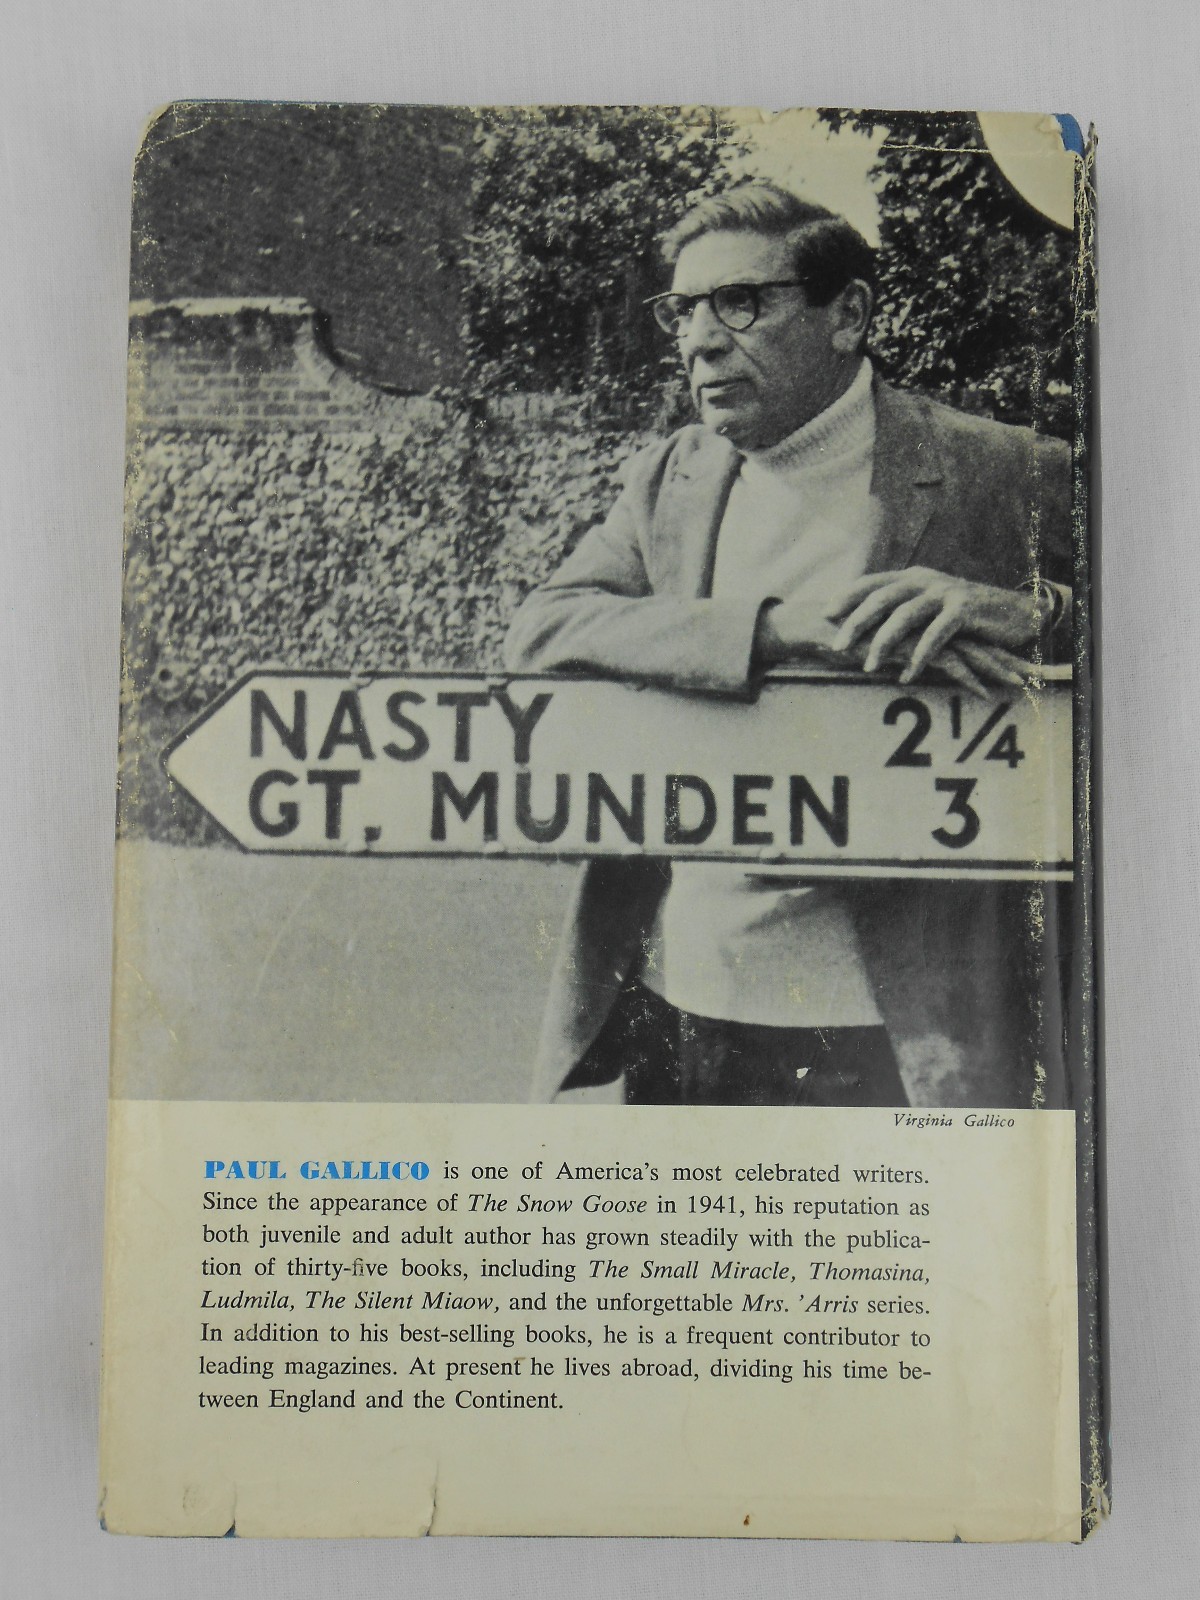 NASTY 2¼
GT. MUNDEN 3
Virginia Gallico
PAUL GALLICO is one of America's most celebrated writers.
Since the appearance of The Snow Goose in 1941, his reputation as
both juvenile and adult author has grown steadily with the publica-
tion of thirty-five books, including The Small Miracle, Thomasina,
Ludmila, The Silent Miaow, and the unforgettable Mrs. 'Arris series.
In addition to his best-selling books, he is a frequent contributor to
leading magazines. At present he lives abroad, dividing his time be-
tween England and the Continent.